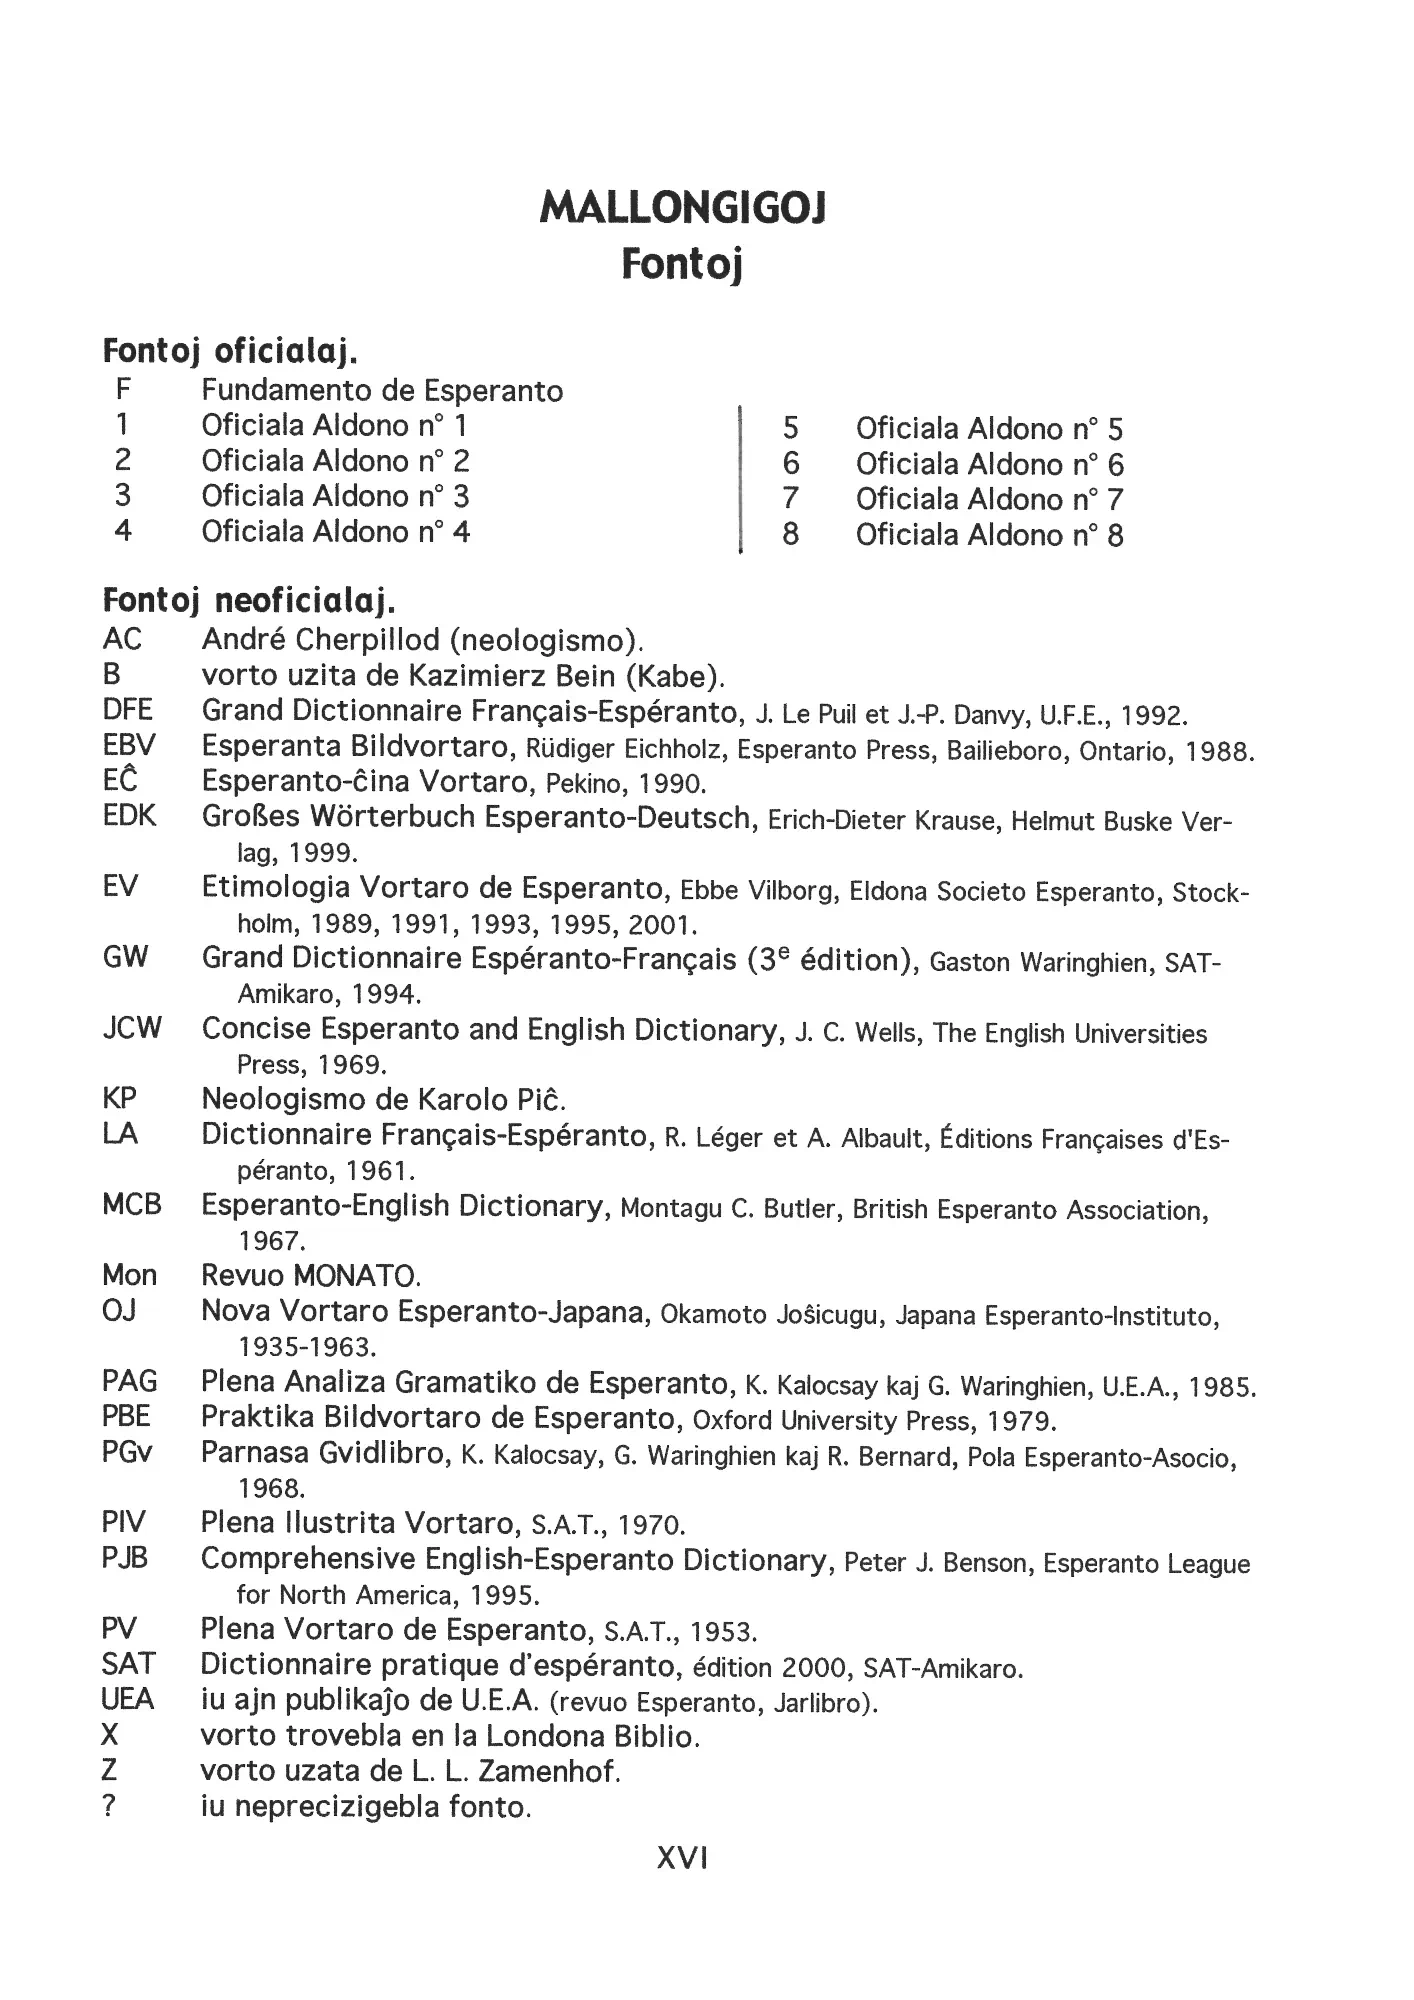 MALLONGIGOJ
Fontoj
Fontoj oficialaj.
F Fundamento de Esperanto
1 Oficiala Aldono n° 1
2 Oficiala Aldono n° 2
3 Oficiala Aldono n° 3
4 Oficiala Aldono n° 4
5 Oficiala Aldono n° 5
6 Oficiala Aldono n° 6
7 Oficiala Aldono n° 7
8 Oficiala Aldono n° 8
Fontoj neoficialaj.
AC André Cherpillod (neologismo).
B vorto uzita de Kazimierz Bein (Kabe).
DFE Grand Dictionnaire Français-Espéranto, J. Le Puil et J.-P. Danvy, U.F.E., 1992.
EBV Esperanta Bildvortaro, Rüdiger Eichholz, Esperanto Press, Bailieboro, Ontario, 1988.
EĈ Esperanto-ĉina Vortaro, Pekino, 1990.
EDK Großes Wörterbuch Esperanto-Deutsch, Erich-Dieter Krause, Helmut Buske Ver-
lag, 1999.
EV Etimologia Vortaro de Esperanto, Ebbe Vilborg, Eldona Societo Esperanto, Stock-
holm, 1989, 1991, 1993, 1995, 2001.
GW Grand Dictionnaire Espéranto-Français (3ᵉ édition), Gaston Waringhien, SAT-
Amikaro, 1994.
JCW Concise Esperanto and English Dictionary, J. C. Wells, The English Universities
Press, 1969.
KP Neologismo de Karolo Piĉ.
LA Dictionnaire Français-Espéranto, R. Léger et A. Albault, Éditions Françaises d'Es-
péranto, 1961.
MCB Esperanto-English Dictionary, Montagu C. Butler, British Esperanto Association,
1967.
Mon Revuo MONATO.
OJ Nova Vortaro Esperanto-Japana, Okamoto Joŝicugu, Japana Esperanto-Instituto,
1935-1963.
PAG Plena Analiza Gramatiko de Esperanto, K. Kalocsay kaj G. Waringhien, U.E.A., 1985.
PBE Praktika Bildvortaro de Esperanto, Oxford University Press, 1979.
PGv Parnasa Gvidlibro, K. Kalocsay, G. Waringhien kaj R. Bernard, Pola Esperanto-Asocio,
1968.
PIV Plena Ilustrita Vortaro, S.A.T., 1970.
PJB Comprehensive English-Esperanto Dictionary, Peter J. Benson, Esperanto League
for North America, 1995.
PV Plena Vortaro de Esperanto, S.A.T., 1953.
SAT Dictionnaire pratique d'espéranto, édition 2000, SAT-Amikaro.
UEA iu ajn publikaĵo de U.E.A. (revuo Esperanto, Jarlibro).
X vorto trovebla en la Londona Biblio.
Z vorto uzata de L. L. Zamenhof.
? iu neprecizigebla fonto.
XVI